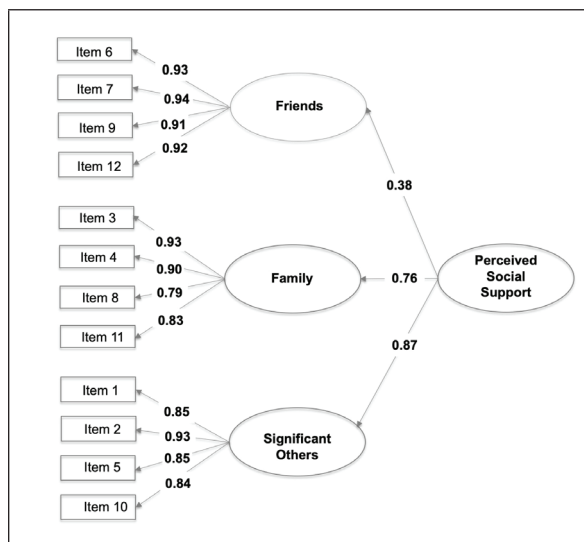 Item 6
0.93
Item 7
0.94
Friends
Item 9
0.91
Item 12
0.92
0.38
Item 3
0.93
Item 4
0.90
Family
0.76
Perceived
Social
Support
Item 8
0.79
Item 11
0.83
0.87
Item 1
0.85
Item 2
0.93
Significant
Others
Item 5
0.85
Item 10
0.84